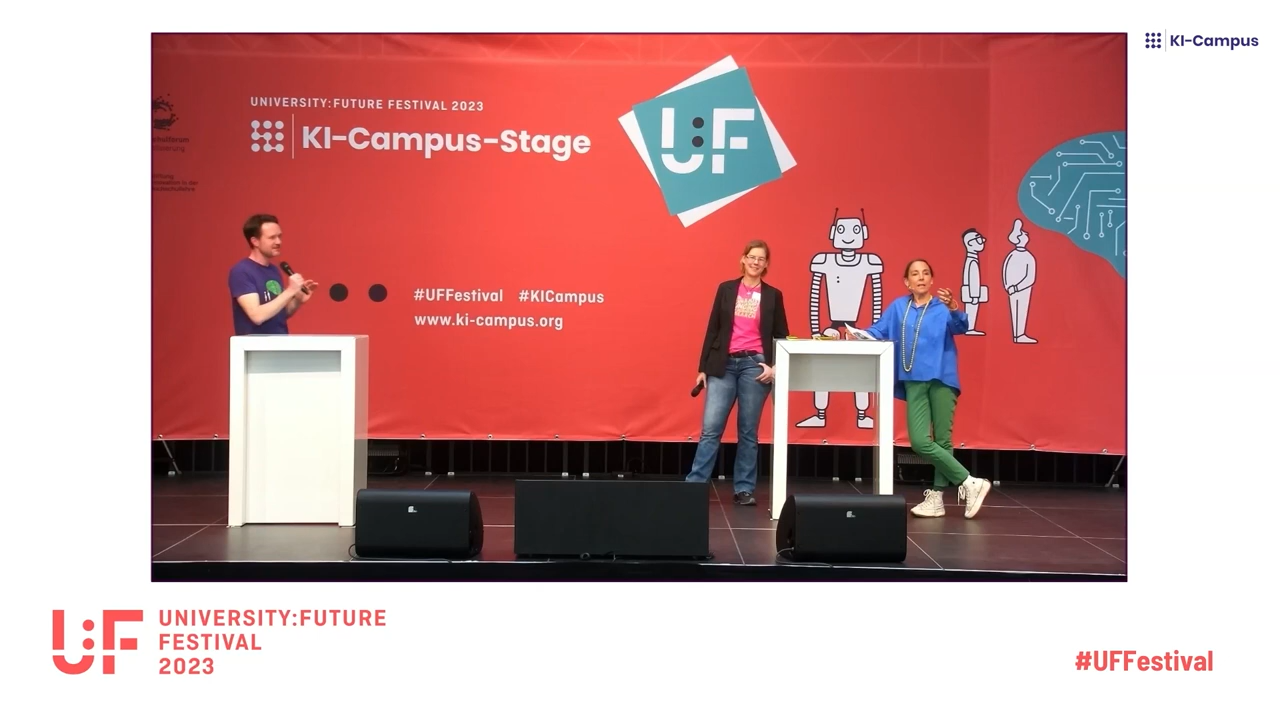 KI-Campus
UNIVERSITY:FUTURE FESTIVAL 2023
KI-Campus-Stage
U:F
#UFFestival #KICampus
www.ki-campus.org
U:F
UNIVERSITY:FUTURE
FESTIVAL
2023
#UFFestival